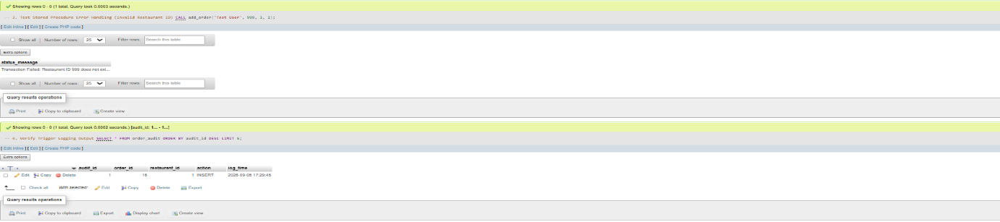 Showing rows 0 - 0 (1 total, Query took 0.0003 seconds.)
-- 3. Test Stored Procedure Error Handling (Invalid Restaurant ID) CALL add_order('Test User', 999, 1, 2);
[ Edit inline ] [ Edit ] [ Create PHP code ]
Show all | Number of rows: 25 Filter rows: Search this table
Extra options
status_message
Transaction Failed: Restaurant ID 999 does not exi...
Show all | Number of rows: 25 Filter rows: Search this table
Query results operations
Print Copy to clipboard Create view
Showing rows 0 - 0 (1 total, Query took 0.0002 seconds.) [audit_id: 1... - 1...]
-- 4. Verify Trigger Logging Output SELECT * FROM order_audit ORDER BY audit_id DESC LIMIT 5;
[ Edit inline ] [ Edit ] [ Create PHP code ]
Extra options
audit_id order_id restaurant_id action log_time
Edit Copy Delete 1 16 1 INSERT 2026-09-08 17:29:45
Check all With selected: Edit Copy Delete Export
Query results operations
Print Copy to clipboard Export Display chart Create view